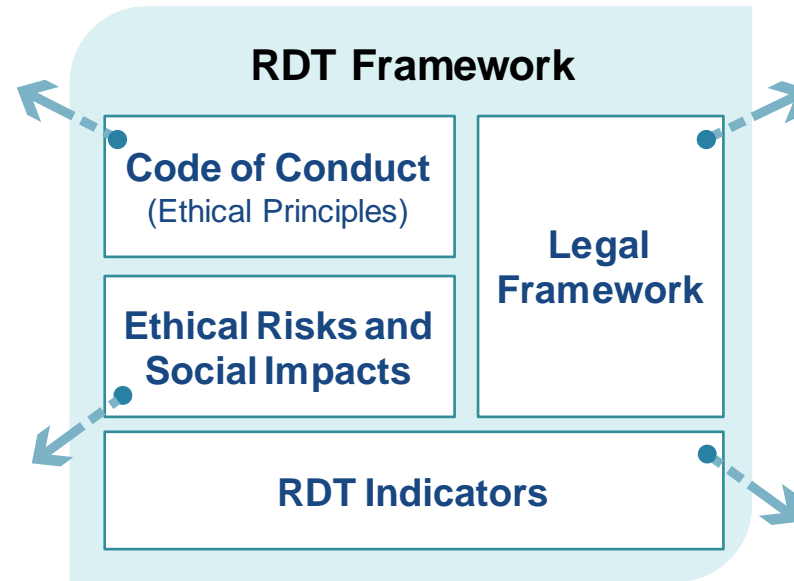 RDT Framework
Code of Conduct
(Ethical Principles)
Legal
Framework
Ethical Risks and
Social Impacts
RDT Indicators